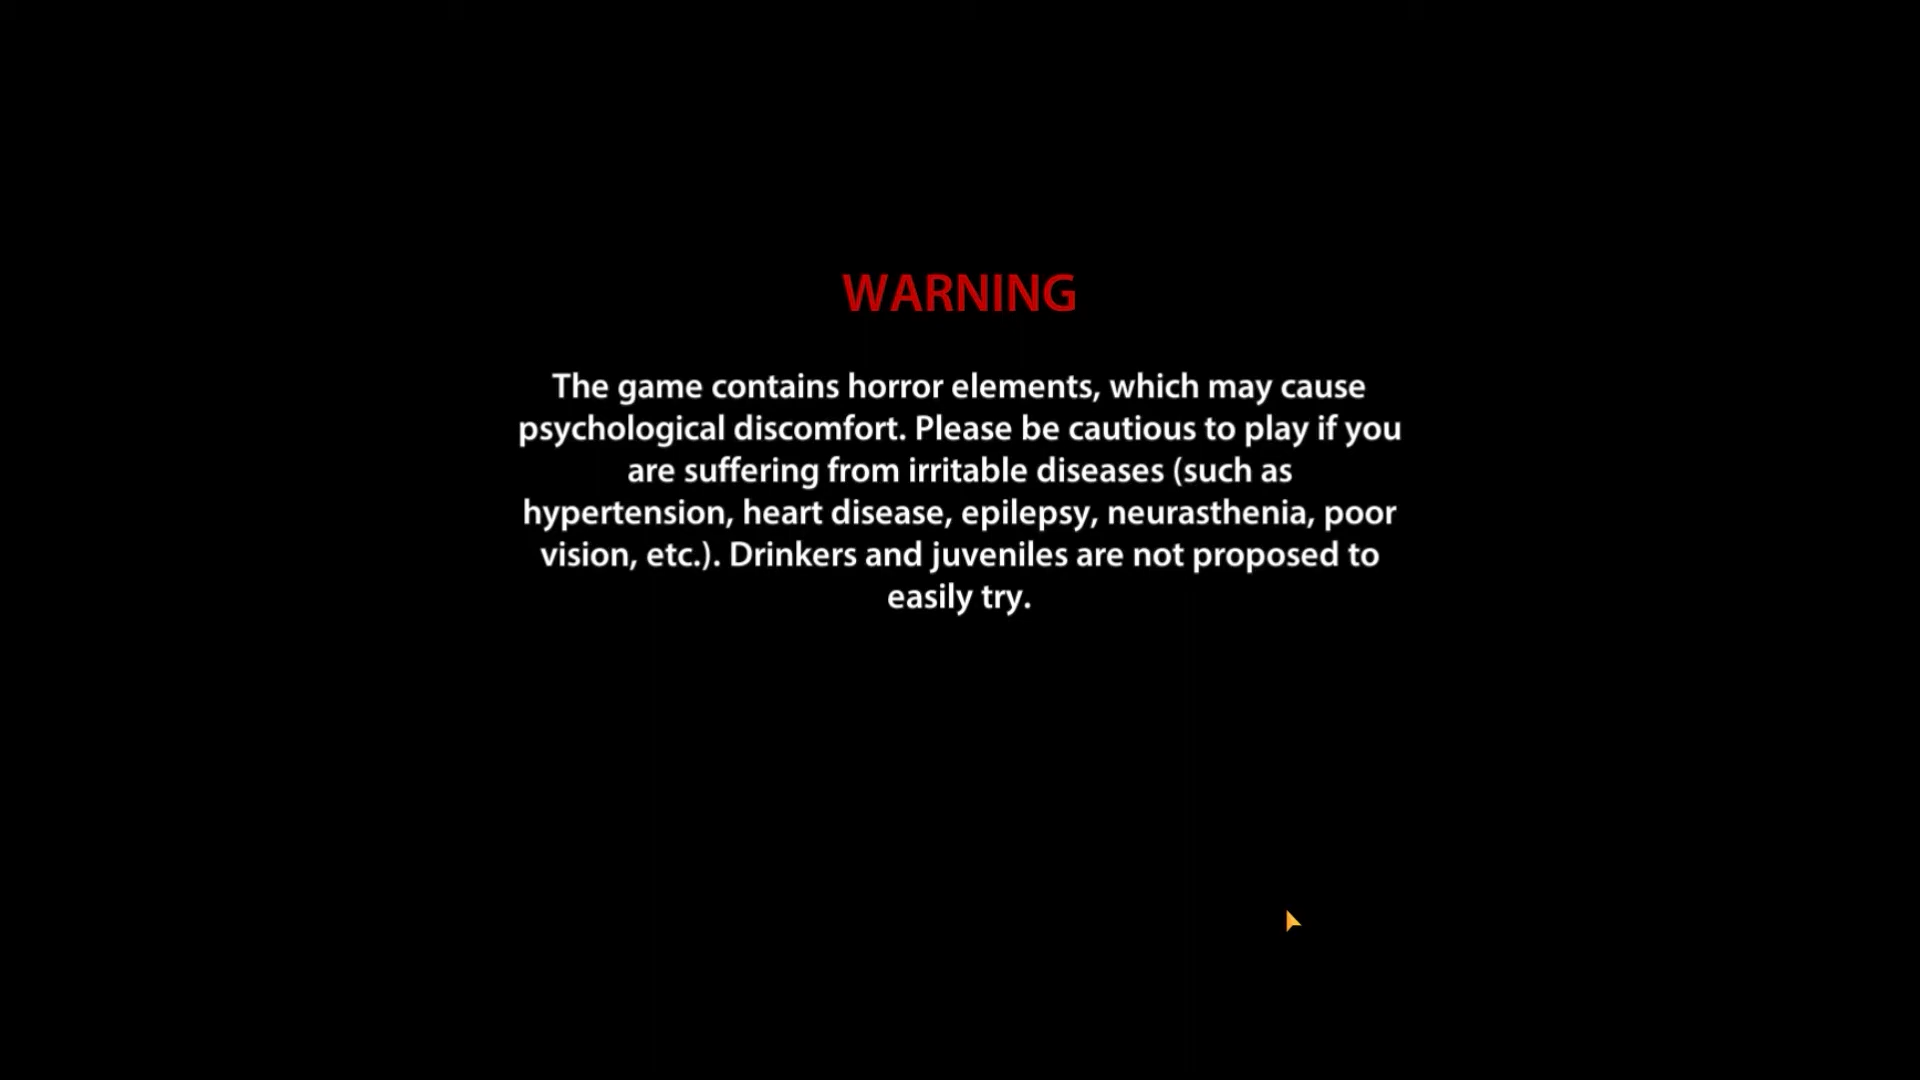 WARNING
The game contains horror elements, which may cause
psychological discomfort. Please be cautious to play if you
are suffering from irritable diseases (such as
hypertension, heart disease, epilepsy, neurasthenia, poor
vision, etc.). Drinkers and juveniles are not proposed to
easily try.